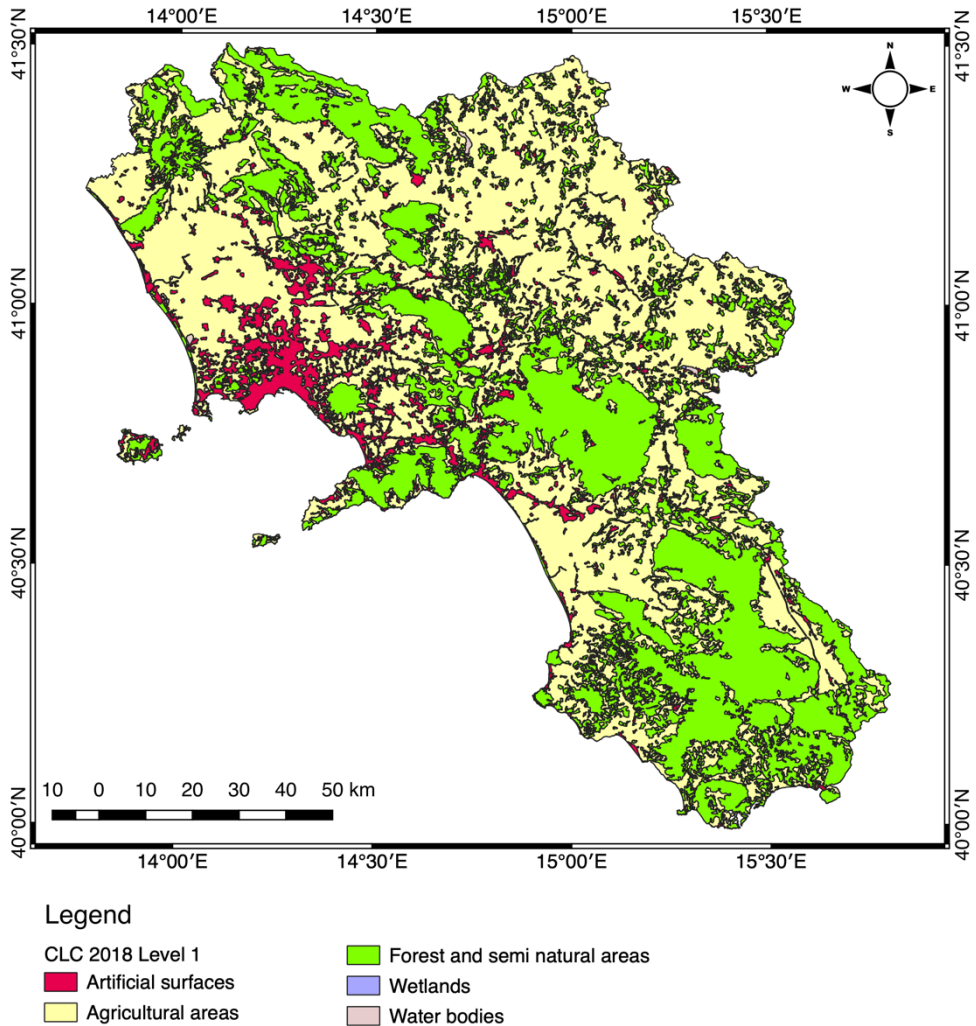 14°00'E 14°30'E 15°00'E 15°30'E
41°30'N 41°30'N
N
W E
S
41°00'N 41°00'N
40°30'N 40°30'N
10 0 10 20 30 40 50 km
40°00'N 40°00'N
14°00'E 14°30'E 15°00'E 15°30'E
Legend
CLC 2018 Level 1
Artificial surfaces
Agricultural areas
Forest and semi natural areas
Wetlands
Water bodies